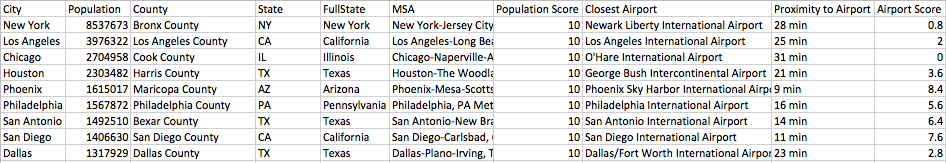 City Population County State FullState MSA Population Score Closest Airport Proximity to Airport Airport Score
New York 8537673 Bronx County NY New York New York-Jersey City 10 Newark Liberty International Airport 28 min 0.8
Los Angeles 3976322 Los Angeles County CA California Los Angeles-Long Bea 10 Los Angeles International Airport 25 min 2
Chicago 2704958 Cook County IL Illinois Chicago-Naperville-A 10 O'Hare International Airport 31 min 0
Houston 2303482 Harris County TX Texas Houston-The Woodla 10 George Bush Intercontinental Airport 21 min 3.6
Phoenix 1615017 Maricopa County AZ Arizona Phoenix-Mesa-Scotts 10 Phoenix Sky Harbor International Airp 9 min 8.4
Philadelphia 1567872 Philadelphia County PA Pennsylvania Philadelphia, PA Met 10 Philadelphia International Airport 16 min 5.6
San Antonio 1492510 Bexar County TX Texas San Antonio-New Bra 10 San Antonio International Airport 14 min 6.4
San Diego 1406630 San Diego County CA California San Diego-Carlsbad, 10 San Diego International Airport 11 min 7.6
Dallas 1317929 Dallas County TX Texas Dallas-Plano-Irving, T 10 Dallas/Fort Worth International Airport 23 min 2.8